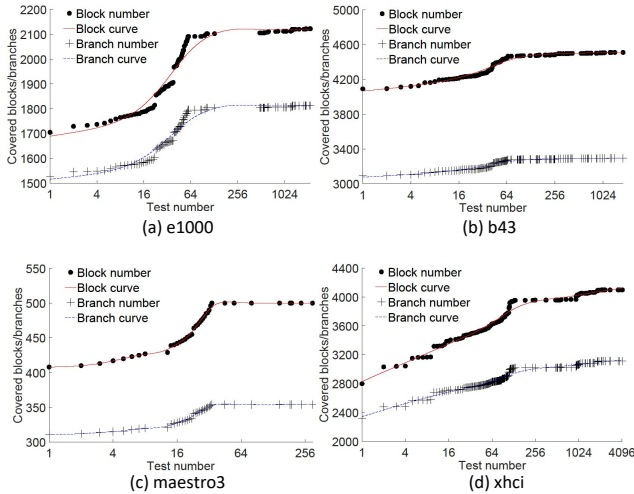 Covered blocks/branches
2200
2100
2000
1900
1800
1700
1600
1500
Block number
Block curve
Branch number
Branch curve
1 4 16 64 256 1024
Test number
(a) e1000
Covered blocks/branches
5000
4600
4200
3800
3400
3000
Block number
Block curve
Branch number
Branch curve
1 4 16 64 256 1024
Test number
(b) b43
Covered blocks/branches
550
500
450
400
350
300
Block number
Block curve
Branch number
Branch curve
1 4 16 64 256
Test number
(c) maestro3
Covered blocks/branches
4400
4000
3600
3200
2800
2400
2000
Block number
Block curve
Branch number
Branch curve
1 4 16 64 256 1024 4096
Test number
(d) xhci